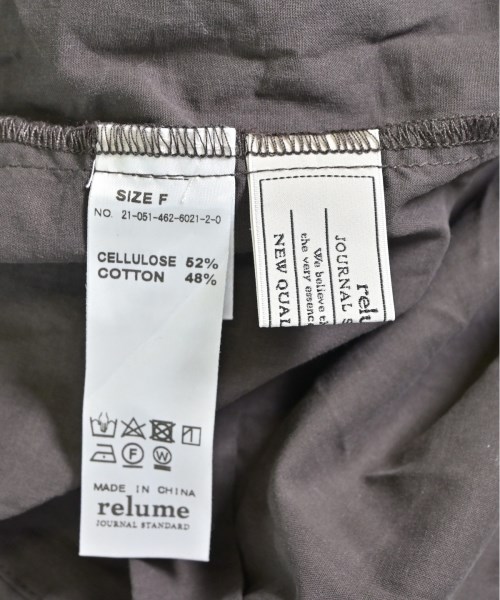 SIZE F
NO. 21-051-462-6021-2-0
CELLULOSE 52%
COTTON 48%
F W
MADE IN CHINA
relume
JOURNAL STANDARD
relu
JOURNAL S
We believe
the very essenc
NEW QUAL